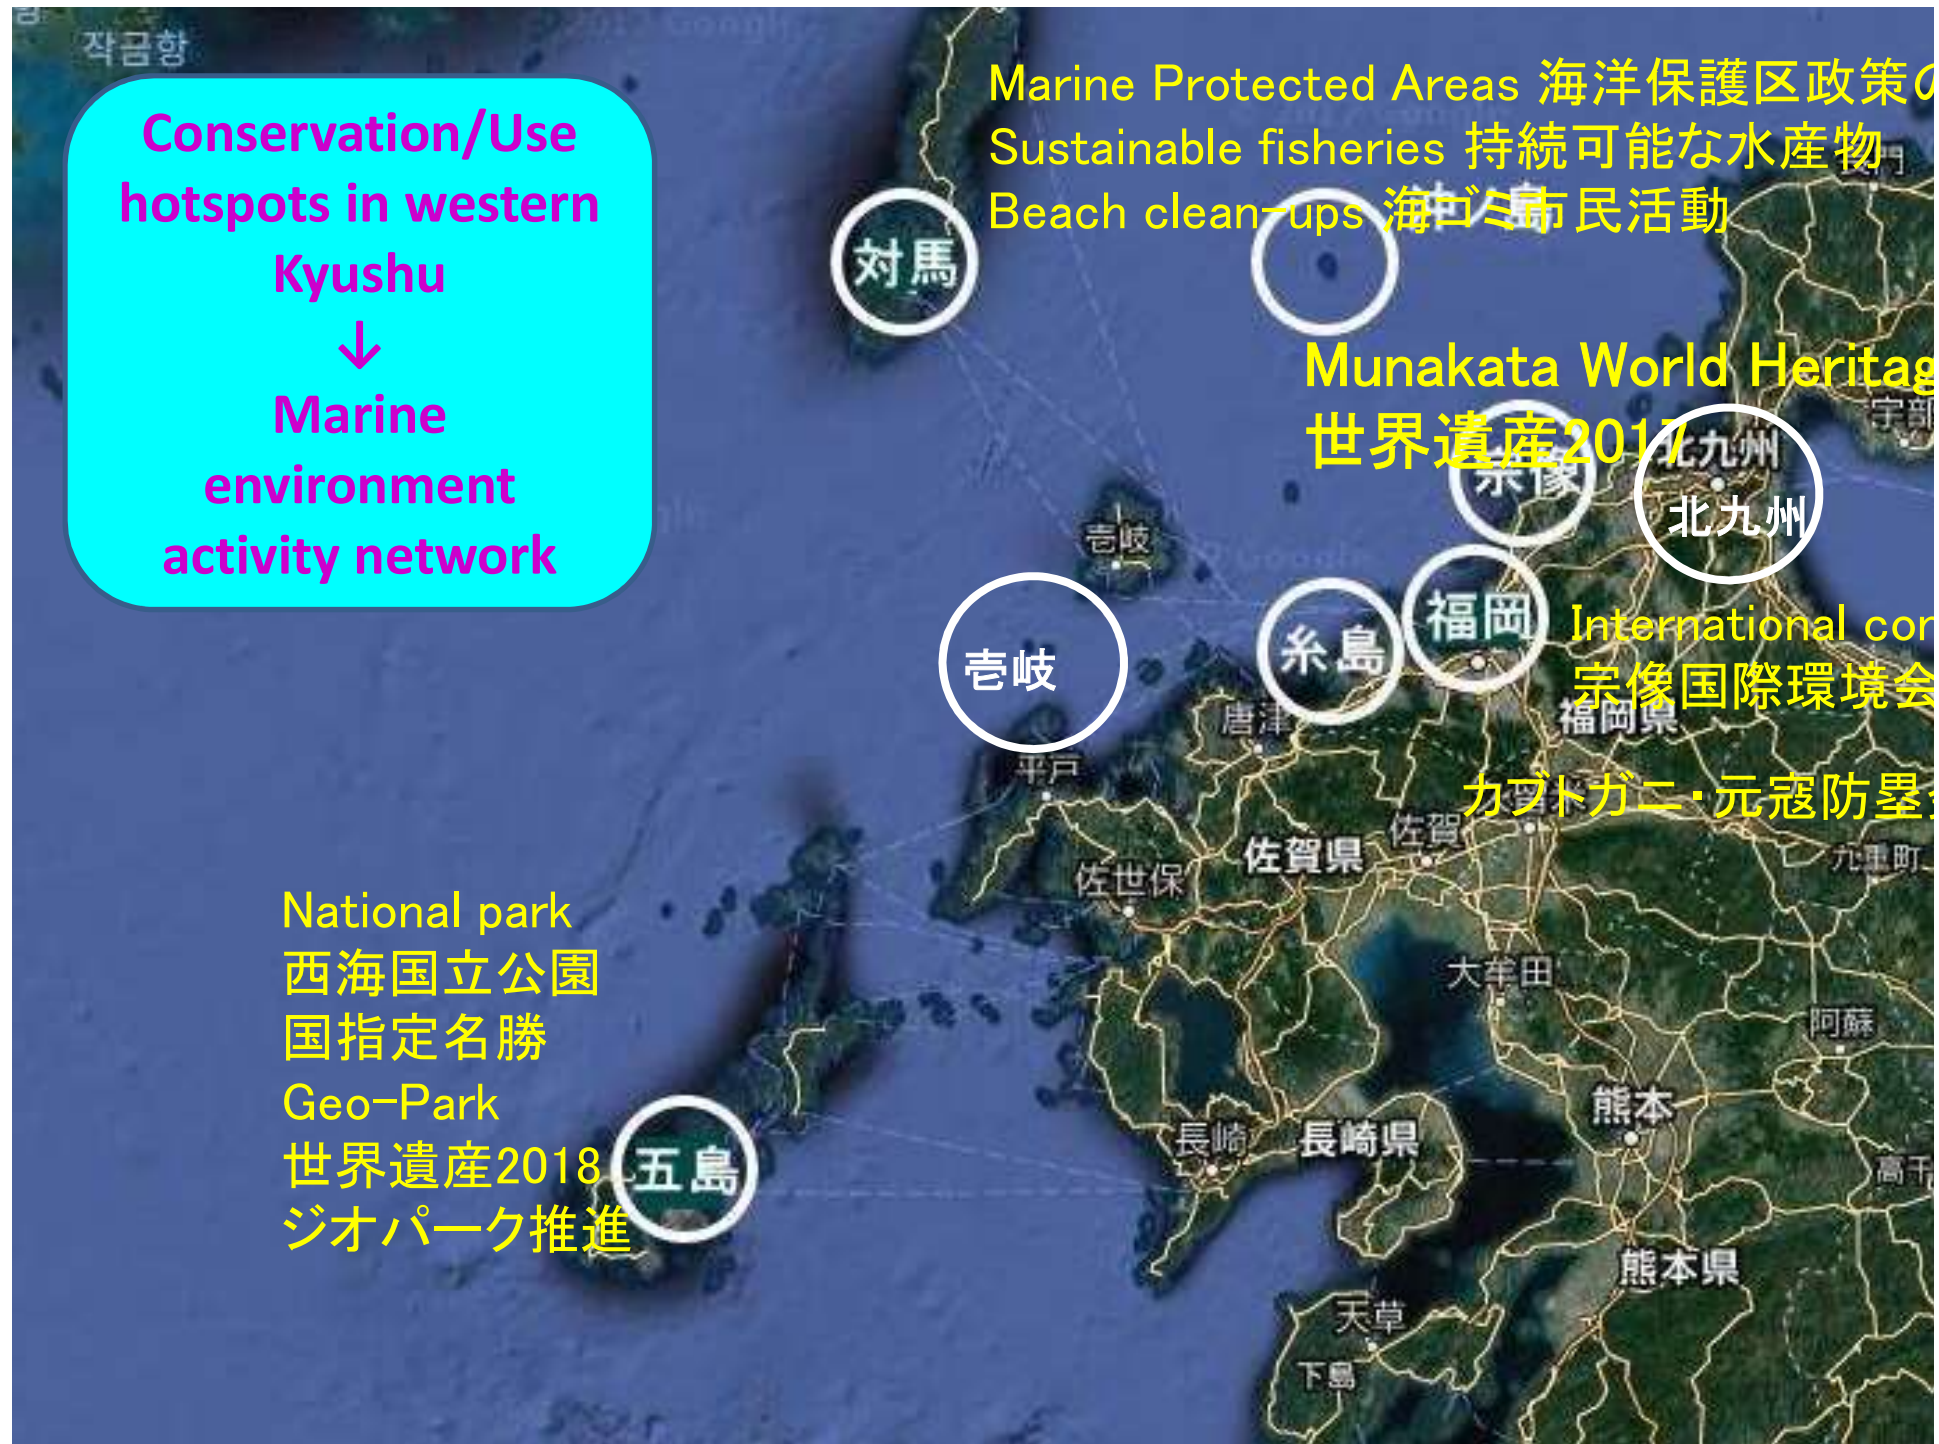 작금항
Conservation/Use
hotspots in western
Kyushu
↓
Marine
environment
activity network
Marine Protected Areas 海洋保護区政策の
Sustainable fisheries 持続可能な水産物
Beach clean-ups 海ゴミ市民活動
長門
沖ノ島
対馬
Munakata World Heritag
世界遺産2017
宇部
宗像
北九州
北九州
壱岐
壱岐
糸島
福岡
International con
宗像国際環境会
福岡県
唐津
平戸
カブトガニ・元寇防塁
佐賀
佐賀県
佐世保
九重町
National park
西海国立公園
国指定名勝
Geo-Park
世界遺産2018
ジオパーク推進
五島
大牟田
阿蘇
熊本
長崎
長崎県
高千
熊本県
天草
下島